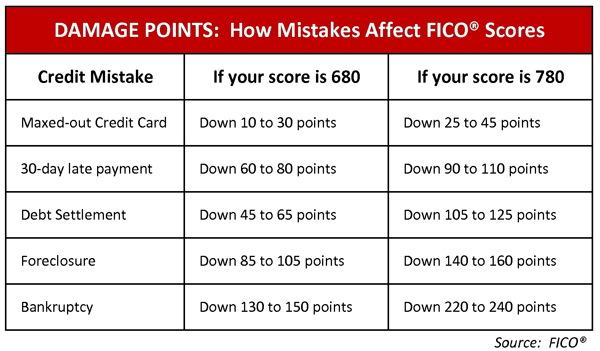 DAMAGE POINTS: How Mistakes Affect FICO® Scores
Credit Mistake If your score is 680 If your score is 780
Maxed-out Credit Card Down 10 to 30 points Down 25 to 45 points
30-day late payment Down 60 to 80 points Down 90 to 110 points
Debt Settlement Down 45 to 65 points Down 105 to 125 points
Foreclosure Down 85 to 105 points Down 140 to 160 points
Bankruptcy Down 130 to 150 points Down 220 to 240 points
Source: FICO®